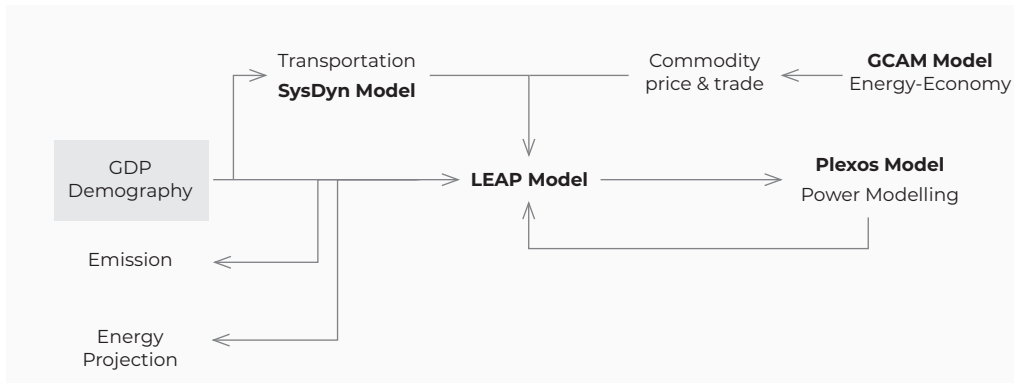 Transportation
SysDyn Model
Commodity
price & trade
GCAM Model
Energy-Economy
GDP
Demography
LEAP Model
Plexos Model
Power Modelling
Emission
Energy
Projection